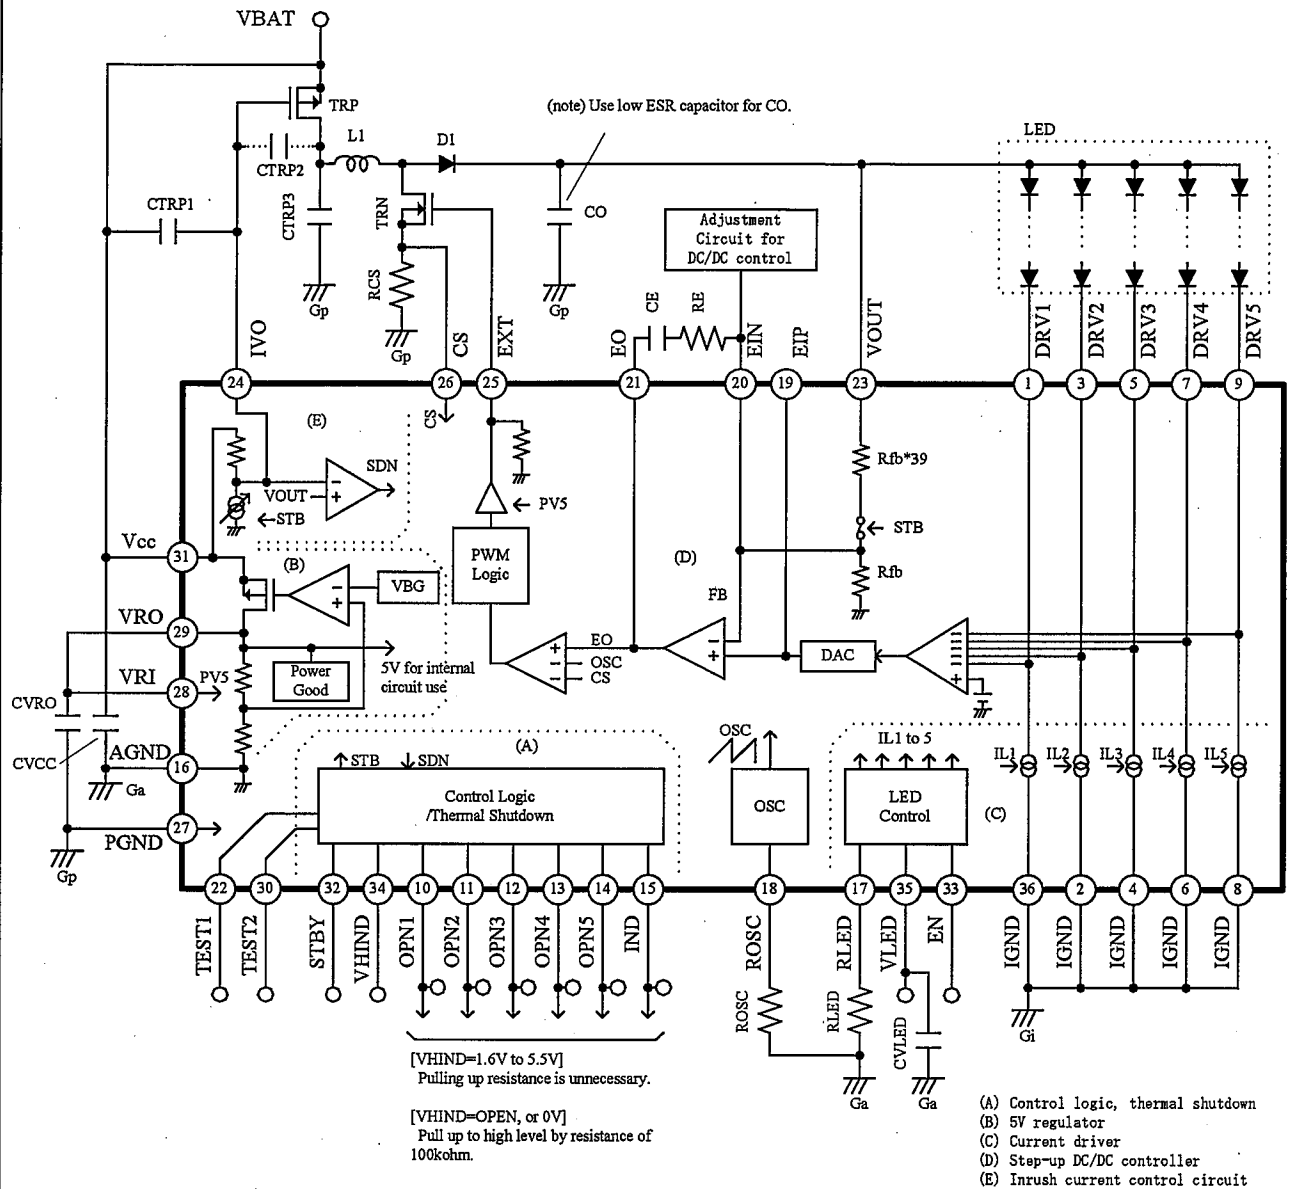 VBAT
TRP
(note) Use low ESR capacitor for CO.
L1
D1
LED
CTRP2
CTRP1
CTRP3
TRN
CO
Adjustment
Circuit for
DC/DC control
RCS
Gp
Gp
Gp
CE
RE
IVO
CS
EXT
EO
EIN
EIP
VOUT
DRV1
DRV2
DRV3
DRV4
DRV5
24
26
25
21
20
19
23
1
3
5
7
9
(E)
CS
SDN
VOUT
- +
STB
PV5
Rfb*39
STB
Rfb
Vcc
31
(B)
- +
VBG
PWM
Logic
(D)
FB
VRO
29
EO
OSC
CS
+ - -
- +
DAC
- - - - - +
Power
Good
5V for internal
circuit use
VRI
28
PV5
CVRO
CVCC
AGND
16
Ga
PGND
27
Gp
(A)
STB
SDN
Control Logic
/Thermal Shutdown
OSC
OSC
IL1 to 5
LED
Control
(C)
IL1
IL2
IL3
IL4
IL5
22
30
32
34
10
11
12
13
14
15
18
17
35
33
36
2
4
6
8
TEST1
TEST2
STBY
VHIND
OPN1
OPN2
OPN3
OPN4
OPN5
IND
ROSC
RLED
VLED
EN
IGND
IGND
IGND
IGND
IGND
ROSC
RLED
CVLED
Gi
Ga
Ga
[VHIND=1.6V to 5.5V]
Pulling up resistance is unnecessary.
[VHIND=OPEN, or 0V]
Pull up to high level by resistance of
100kohm.
(A) Control logic, thermal shutdown
(B) 5V regulator
(C) Current driver
(D) Step-up DC/DC controller
(E) Inrush current control circuit